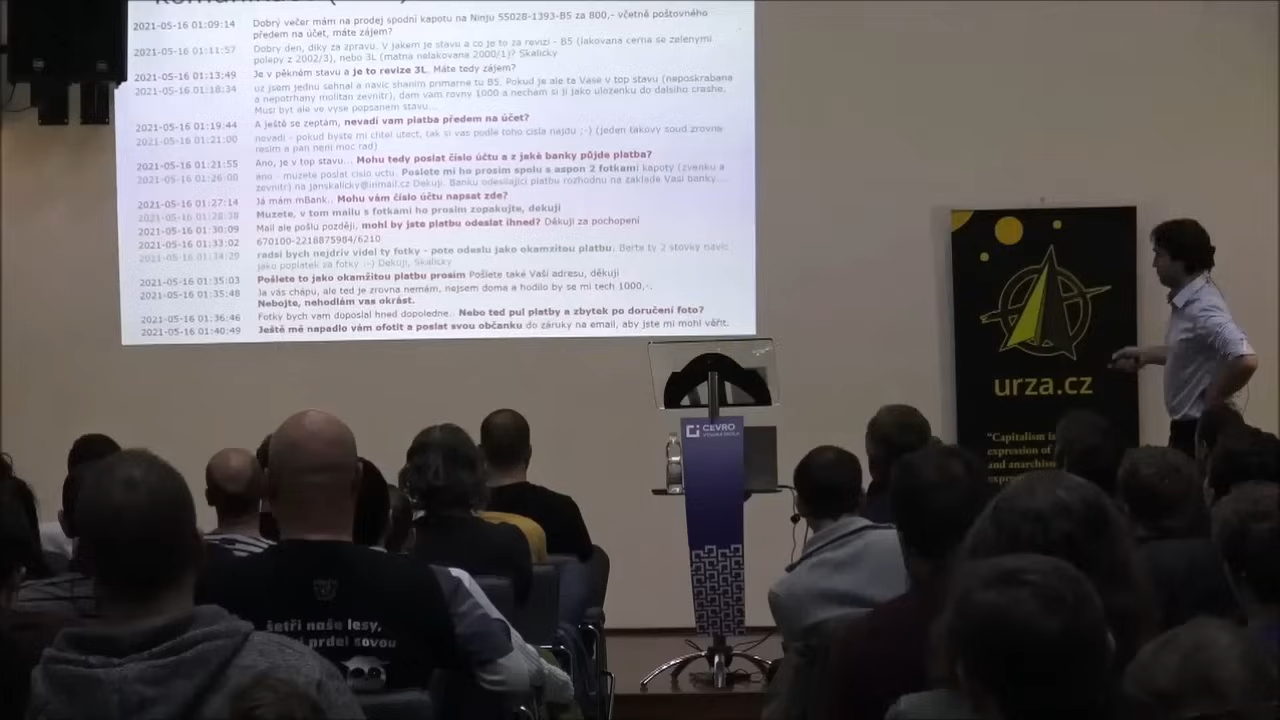 2021-05-16 01:09:14 Dobrý večer mám na prodej spodní kapotu na Ninju 55028-1393-B5 za 800,- včetně poštovného
předem na účet, máte zájem?
2021-05-16 01:11:57 Dobry den, diky za zpravu. V jakem je stavu a co je to za revizi - B5 (lakovana cerna se zelenymi
polepy z 2002/3), nebo 3L (matna nelakovana 2000/1)? Skalicky
2021-05-16 01:13:49 Je v pěkném stavu a je to revize 3L. Máte tedy zájem?
2021-05-16 01:18:34 uz jsem jednu sehnal a navic shanim primarne tu B5. Pokud je ale ta Vase v top stavu (neposkrabana
a nepotrhany molitan zevnitr), dam vam rovny 1000 a necham si ji jako ulozenku do dalsiho crashe.
Musi byt ale ve vyse popsanem stavu...
2021-05-16 01:19:44 A ještě se zeptám, nevadí vam platba předem na účet?
2021-05-16 01:21:00 nevadi - pokud byste mi chtel utect, tak si vas podle toho cisla najdu ;-) (jeden takovy soud zrovna
resim a pan neni moc rad)
2021-05-16 01:21:55 Ano, je v top stavu... Mohu tedy poslat číslo účtu a z jaké banky půjde platba?
2021-05-16 01:26:00 ano - muzete poslat cislo uctu. Poslete mi ho prosim spolu s aspon 2 fotkami kapoty (zvenku a
zevnitr) na janskalicky@inmail.cz Dekuji. Banku odesilajici platbu rozhodnu na zaklade Vasi banky...
2021-05-16 01:27:14 Já mám mBank.. Mohu vám číslo účtu napsat zde?
2021-05-16 01:28:38 Muzete, v tom mailu s fotkami ho prosim zopakujte, dekuji
2021-05-16 01:30:09 Mail ale pošlu později, mohl by jste platbu odeslat ihned? Děkuji za pochopení
2021-05-16 01:33:02 670100-2218875984/6210
2021-05-16 01:34:29 radsi bych nejdriv videl ty fotky - pote odeslu jako okamzitou platbu. Berte ty 2 stovky navic
jako poplatek za fotky :-) Dekuji, Skalicky
2021-05-16 01:35:03 Pošlete to jako okamžitou platbu prosim Pošlete také Vaši adresu, děkuji
2021-05-16 01:35:48 Ja vás chápu, ale ted je zrovna nemám, nejsem doma a hodilo by se mi tech 1000,-.
Nebojte, nehodlám vas okrást.
2021-05-16 01:36:46 Fotky bych vam doposlal hned dopoledne.. Nebo ted pul platby a zbytek po doručení foto?
2021-05-16 01:40:49 Ještě mě napadlo vám ofotit a poslat svou občanku do záruky na email, aby jste mi mohl věřit.
urza.cz
"Capitalism is
expression of
and anarchism
CEVRO
šetři naše lesy,
prdel sovou